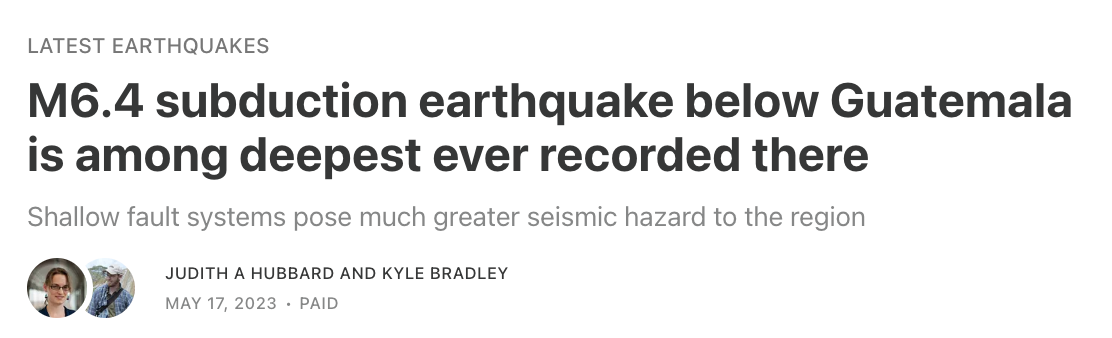 LATEST EARTHQUAKES
M6.4 subduction earthquake below Guatemala
is among deepest ever recorded there
Shallow fault systems pose much greater seismic hazard to the region
JUDITH A HUBBARD AND KYLE BRADLEY
MAY 17, 2023 • PAID